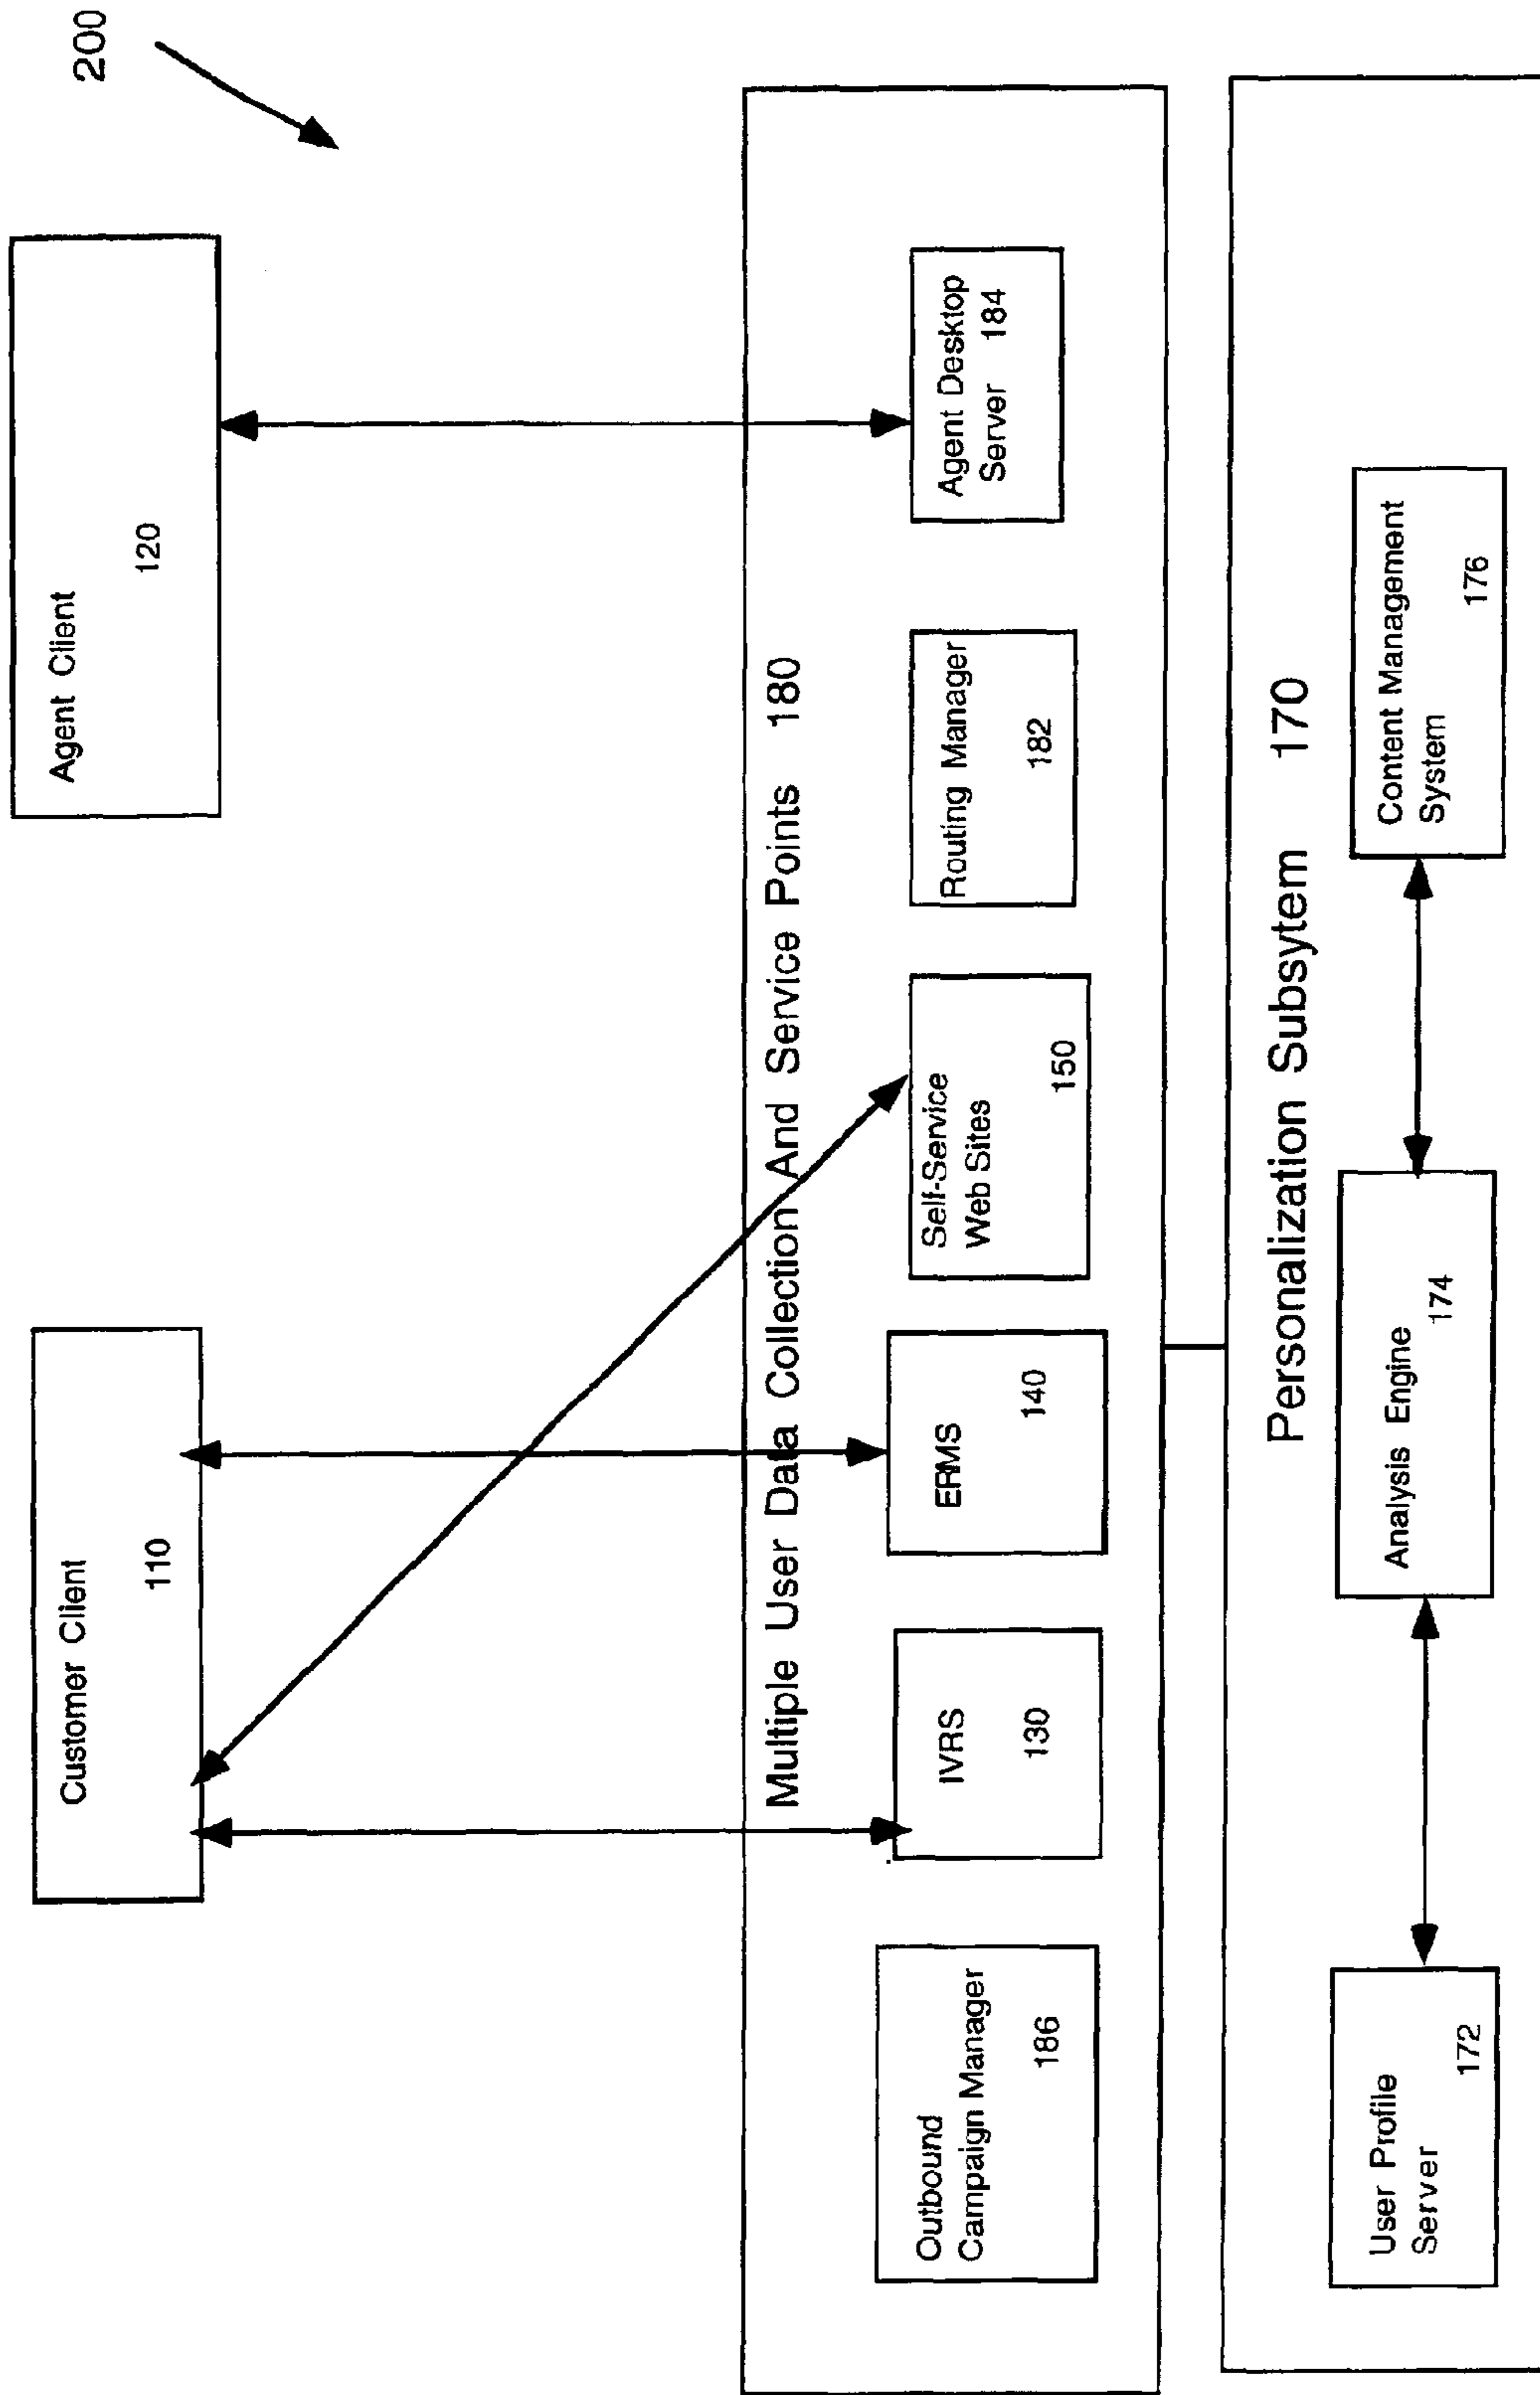 200
Customer Client
110
Agent Client
120
Multiple User Data Collection And Service Points 180
Outbound
Campaign Manager
186
IVRS
130
ERMS
140
Self-Service
Web Sites
150
Routing Manager
182
Agent Desktop
Server 184
Personalization Subsytem 170
User Profile
Server
172
Analysis Engine
174
Content Management
System
176